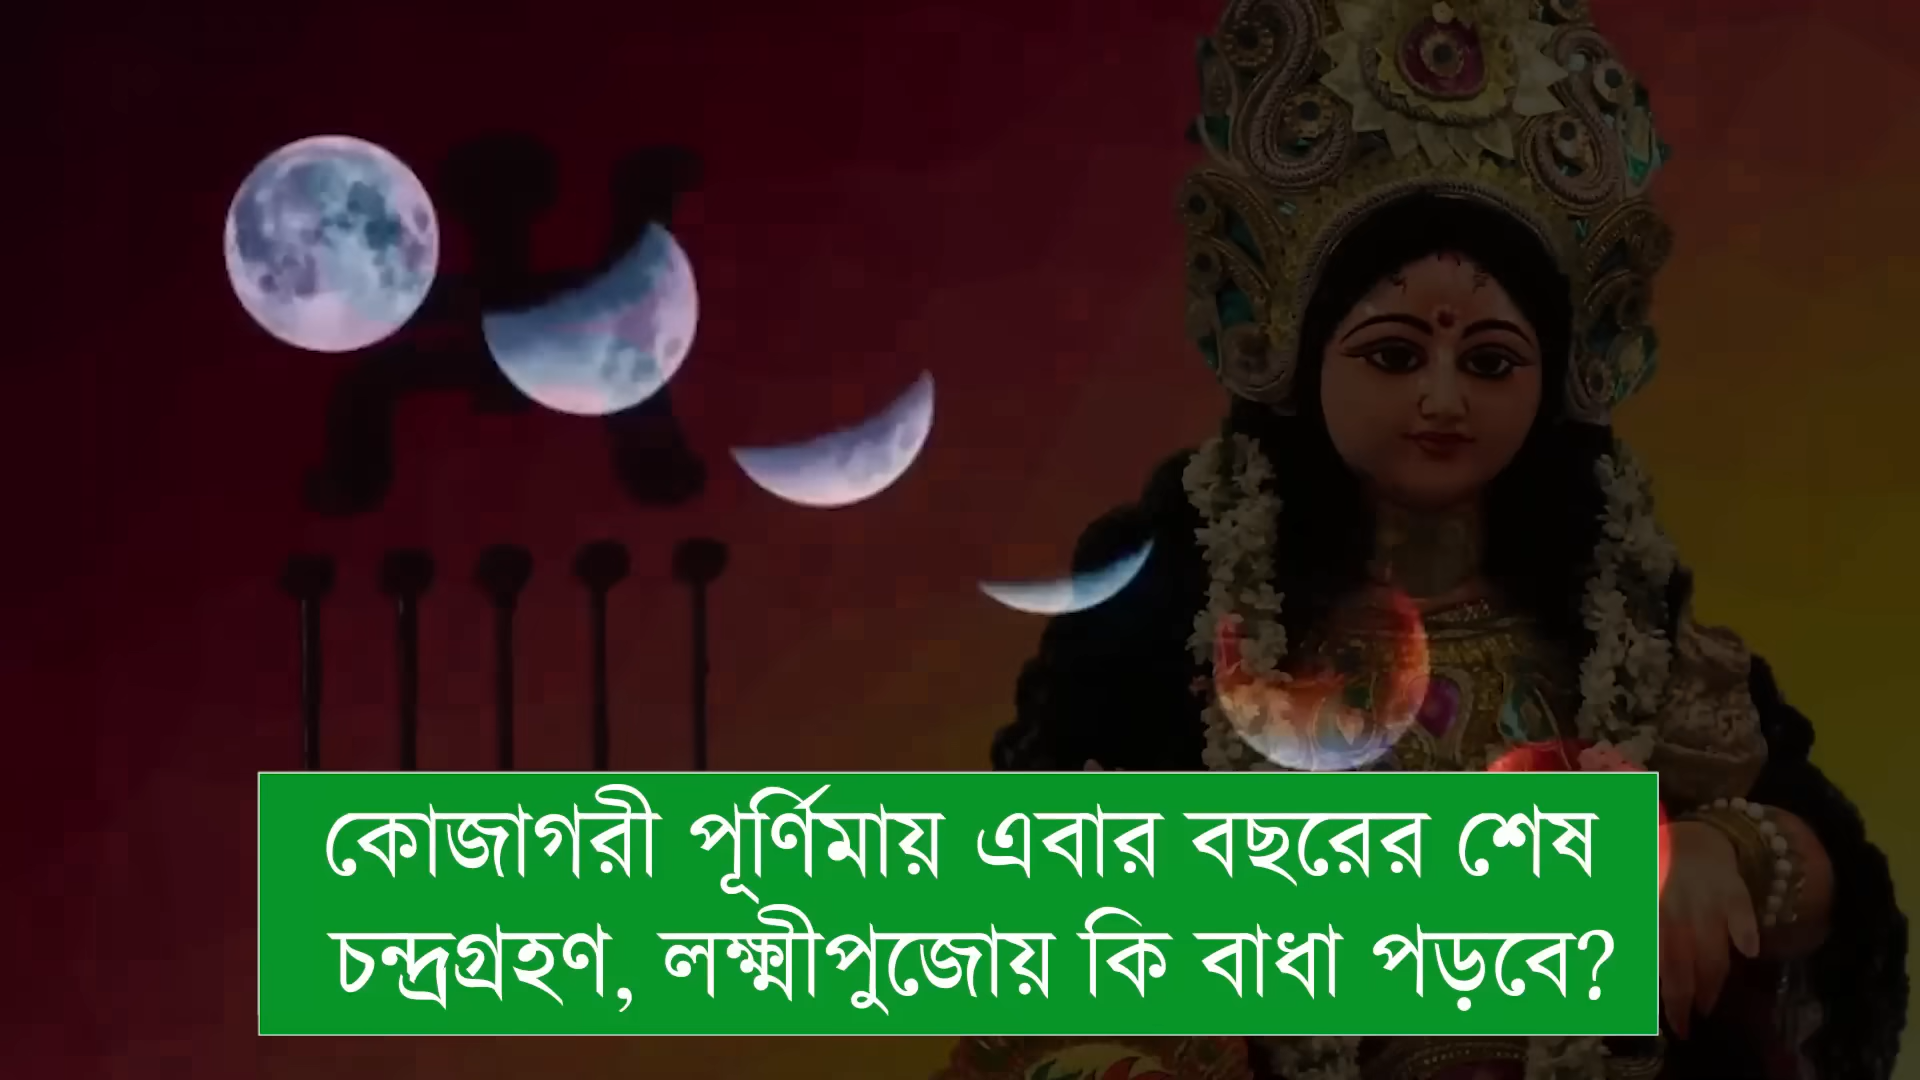 কোজাগরী পূর্ণিমায় এবার বছরের শেষ
চন্দ্রগ্রহণ, লক্ষ্মীপুজোয় কি বাধা পড়বে?